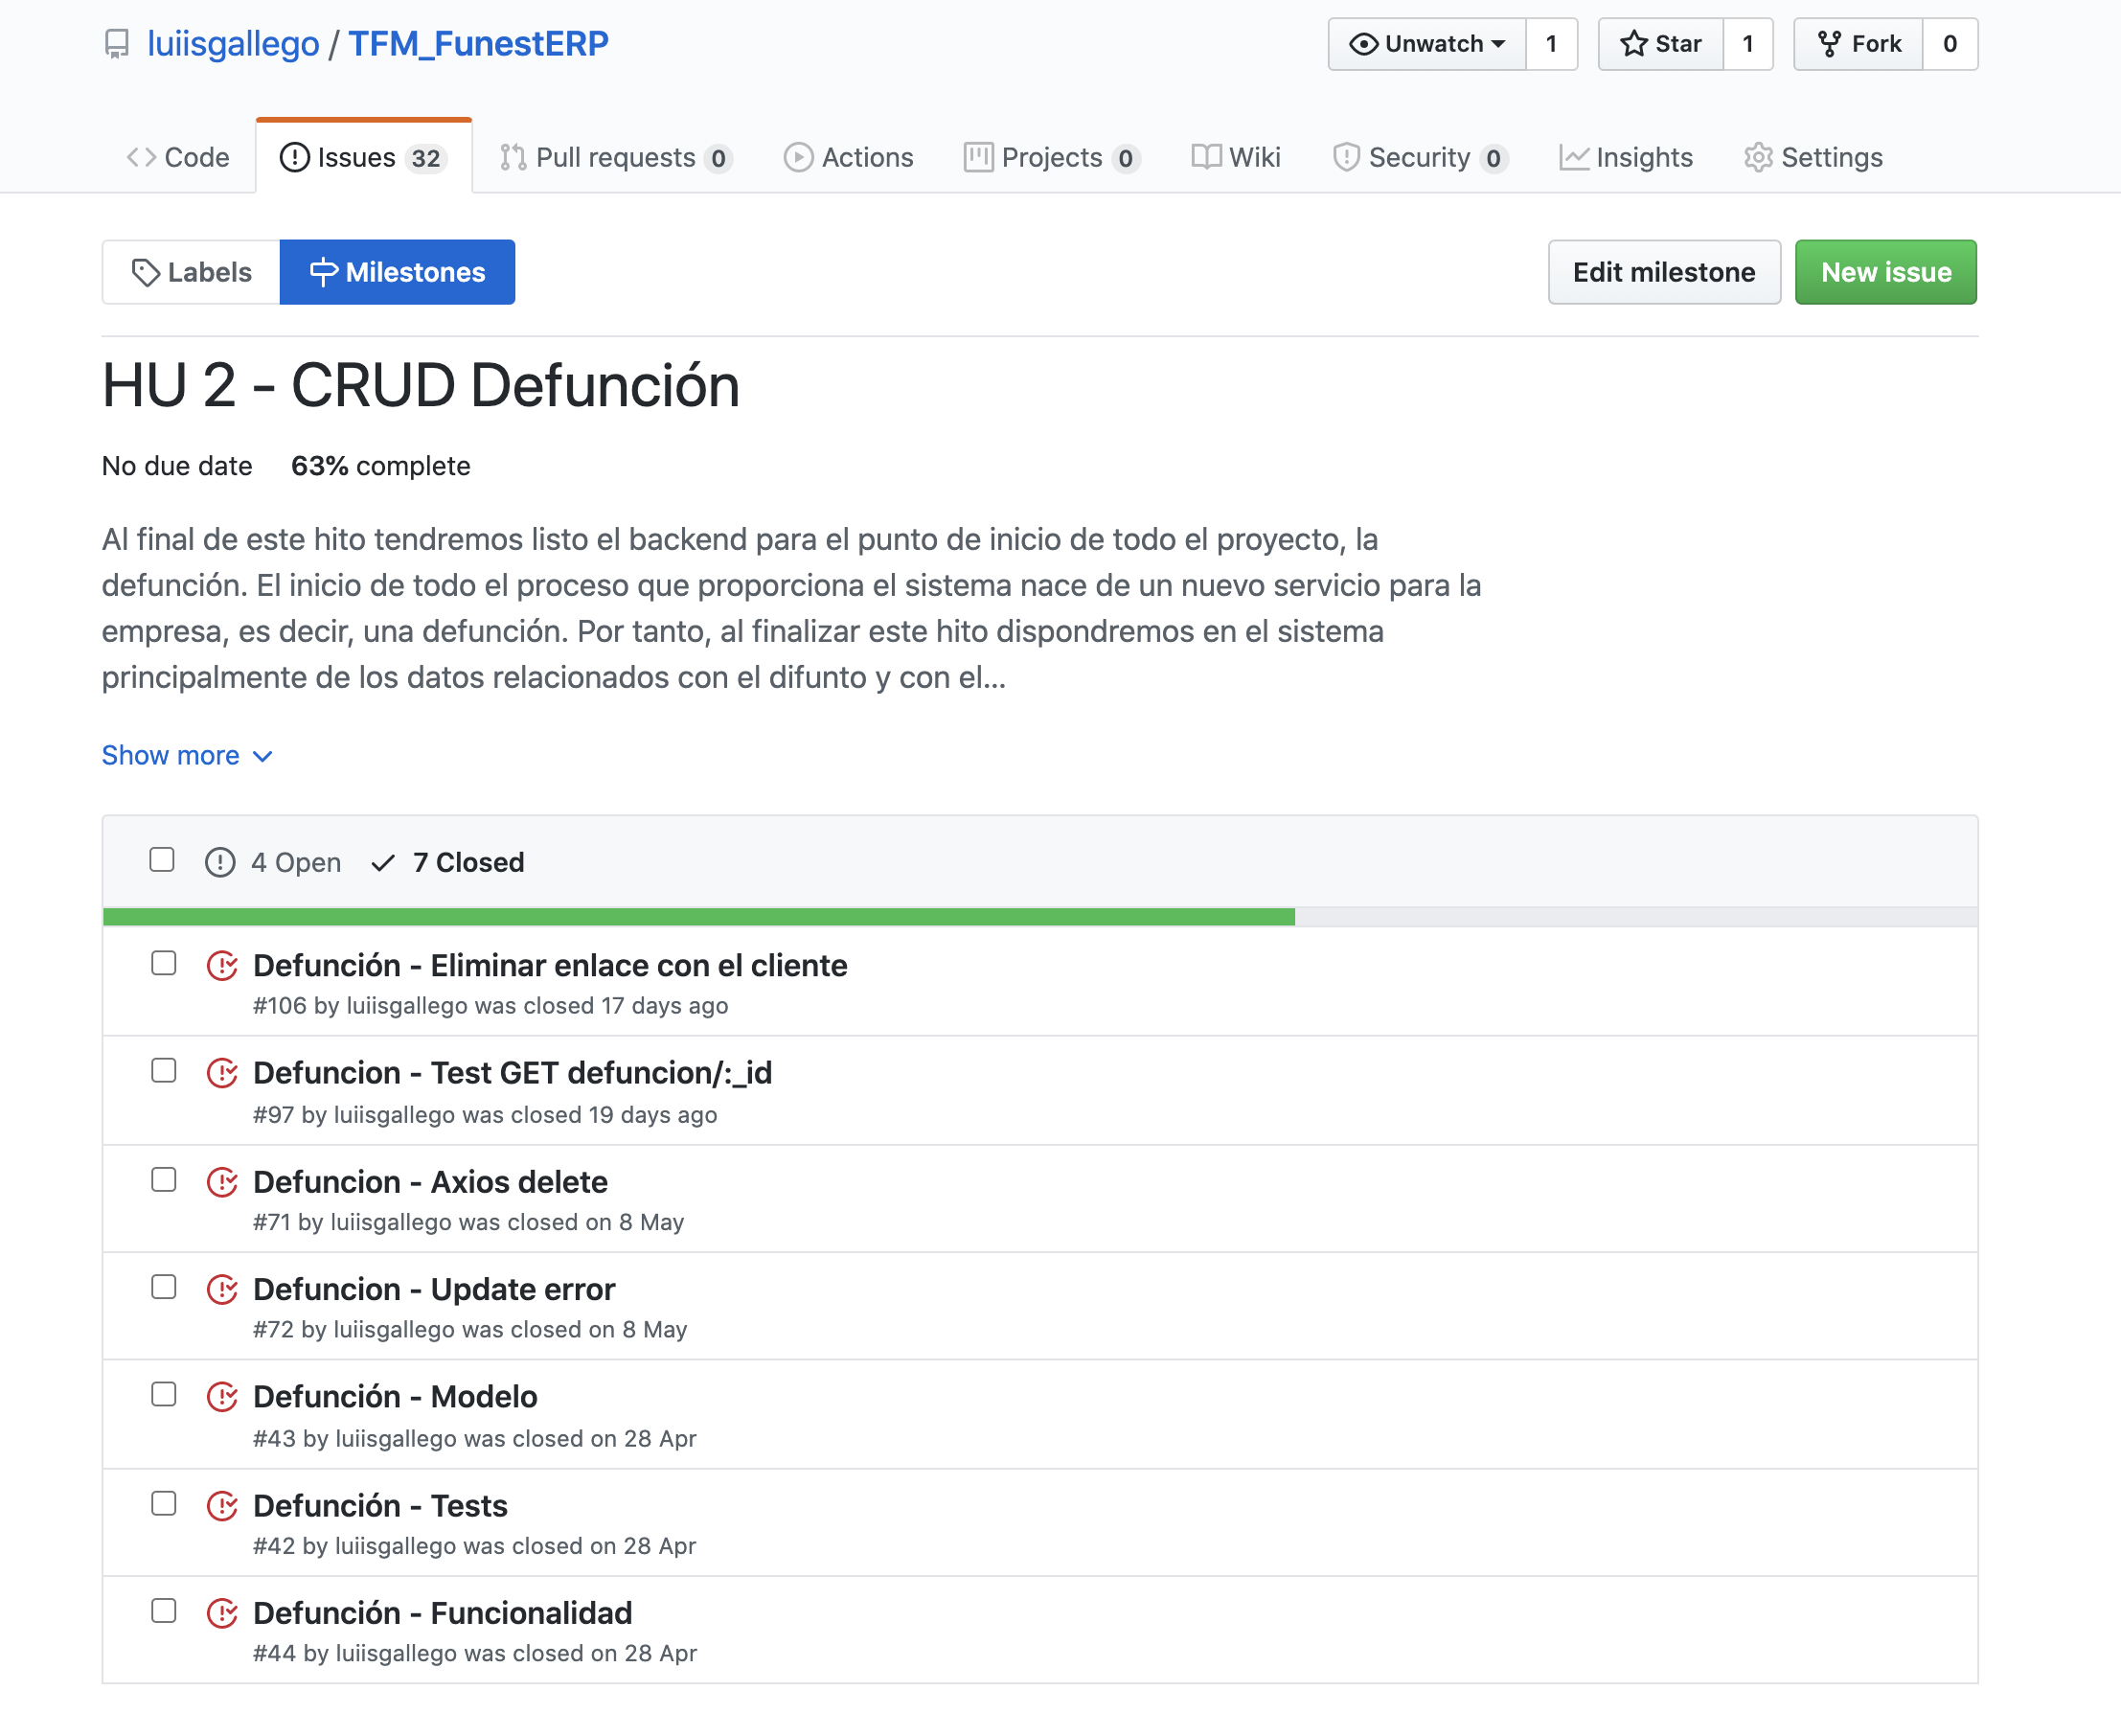 luiisgallego / TFM_FunestERP
Unwatch 1 Star 1 Fork 0
Code Issues 32 Pull requests 0 Actions Projects 0 Wiki Security 0 Insights Settings
Labels Milestones Edit milestone New issue
HU 2 - CRUD Defunción
No due date 63% complete
Al final de este hito tendremos listo el backend para el punto de inicio de todo el proyecto, la
defunción. El inicio de todo el proceso que proporciona el sistema nace de un nuevo servicio para la
empresa, es decir, una defunción. Por tanto, al finalizar este hito dispondremos en el sistema
principalmente de los datos relacionados con el difunto y con el...
Show more
4 Open 7 Closed
Defunción - Eliminar enlace con el cliente
#106 by luiisgallego was closed 17 days ago
Defuncion - Test GET defuncion/:_id
#97 by luiisgallego was closed 19 days ago
Defuncion - Axios delete
#71 by luiisgallego was closed on 8 May
Defuncion - Update error
#72 by luiisgallego was closed on 8 May
Defunción - Modelo
#43 by luiisgallego was closed on 28 Apr
Defunción - Tests
#42 by luiisgallego was closed on 28 Apr
Defunción - Funcionalidad
#44 by luiisgallego was closed on 28 Apr